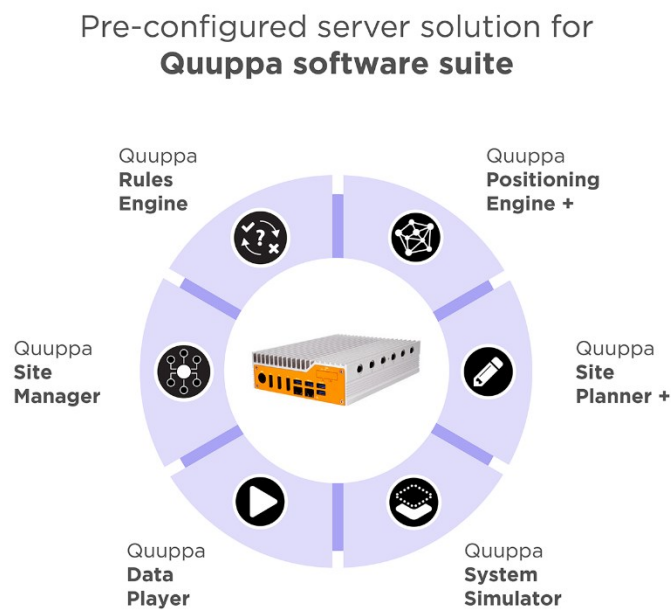 Pre-configured server solution for
Quuppa software suite
Quuppa
Rules
Engine
Quuppa
Positioning
Engine +
Quuppa
Site
Manager
Quuppa
Site
Planner +
Quuppa
Data
Player
Quuppa
System
Simulator
?